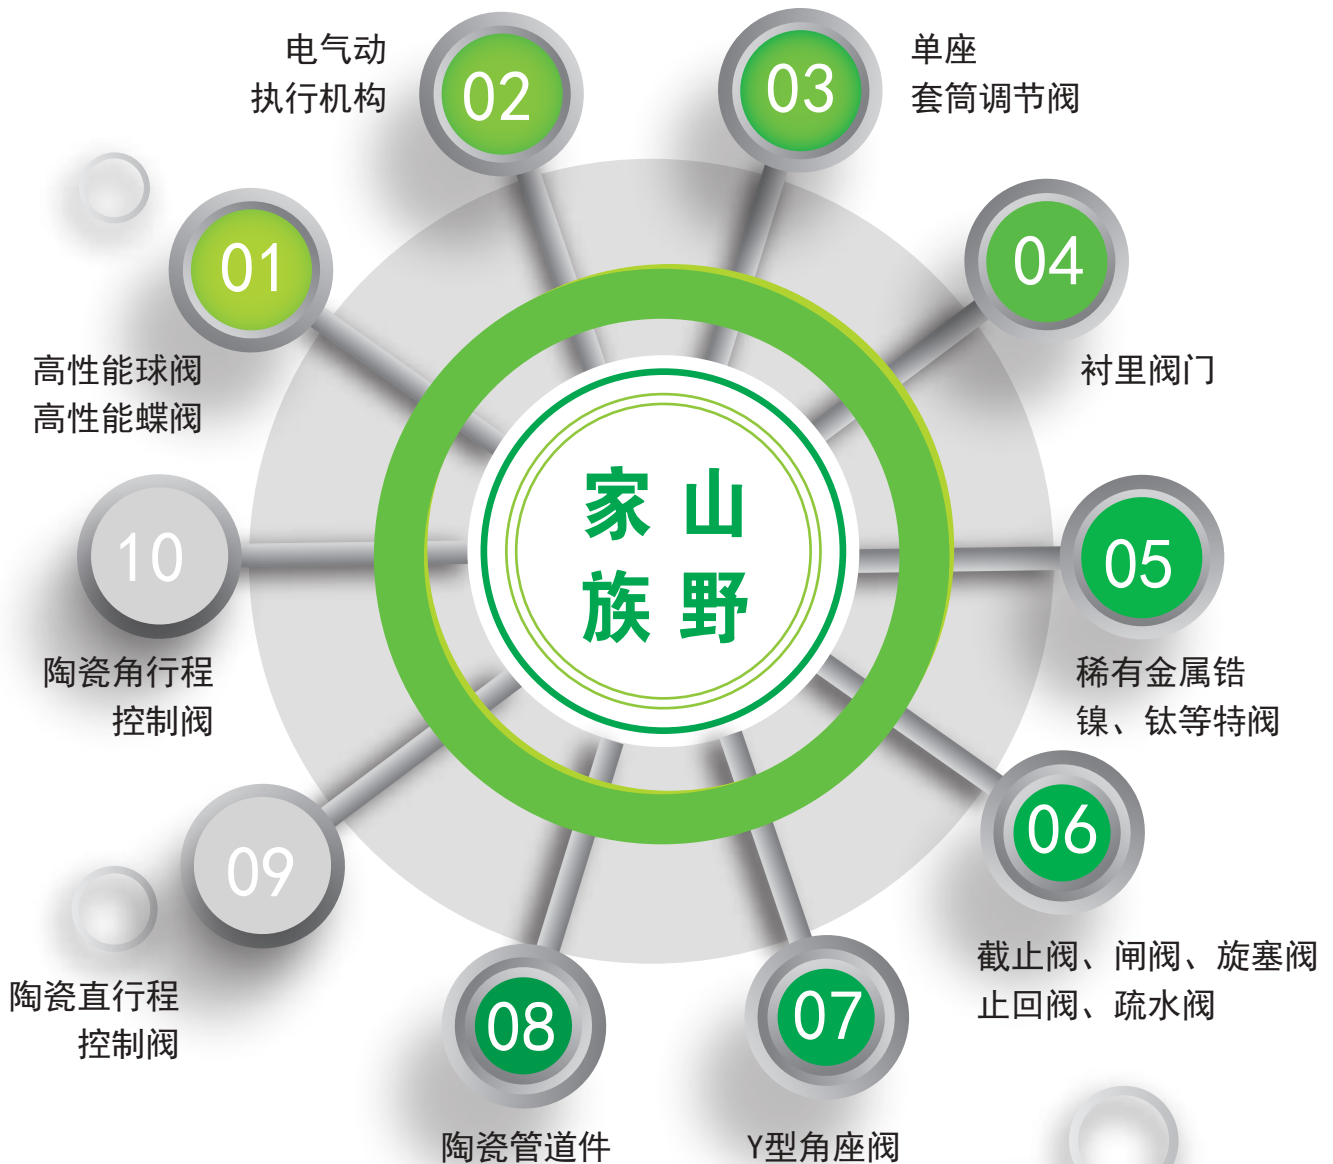 家山
族野
01
高性能球阀
高性能蝶阀
02
电气动
执行机构
03
单座
套筒调节阀
04
衬里阀门
05
稀有金属锆
镍、钛等特阀
06
截止阀、闸阀、旋塞阀
止回阀、疏水阀
07
Y型角座阀
08
陶瓷管道件
09
陶瓷直行程
控制阀
10
陶瓷角行程
控制阀